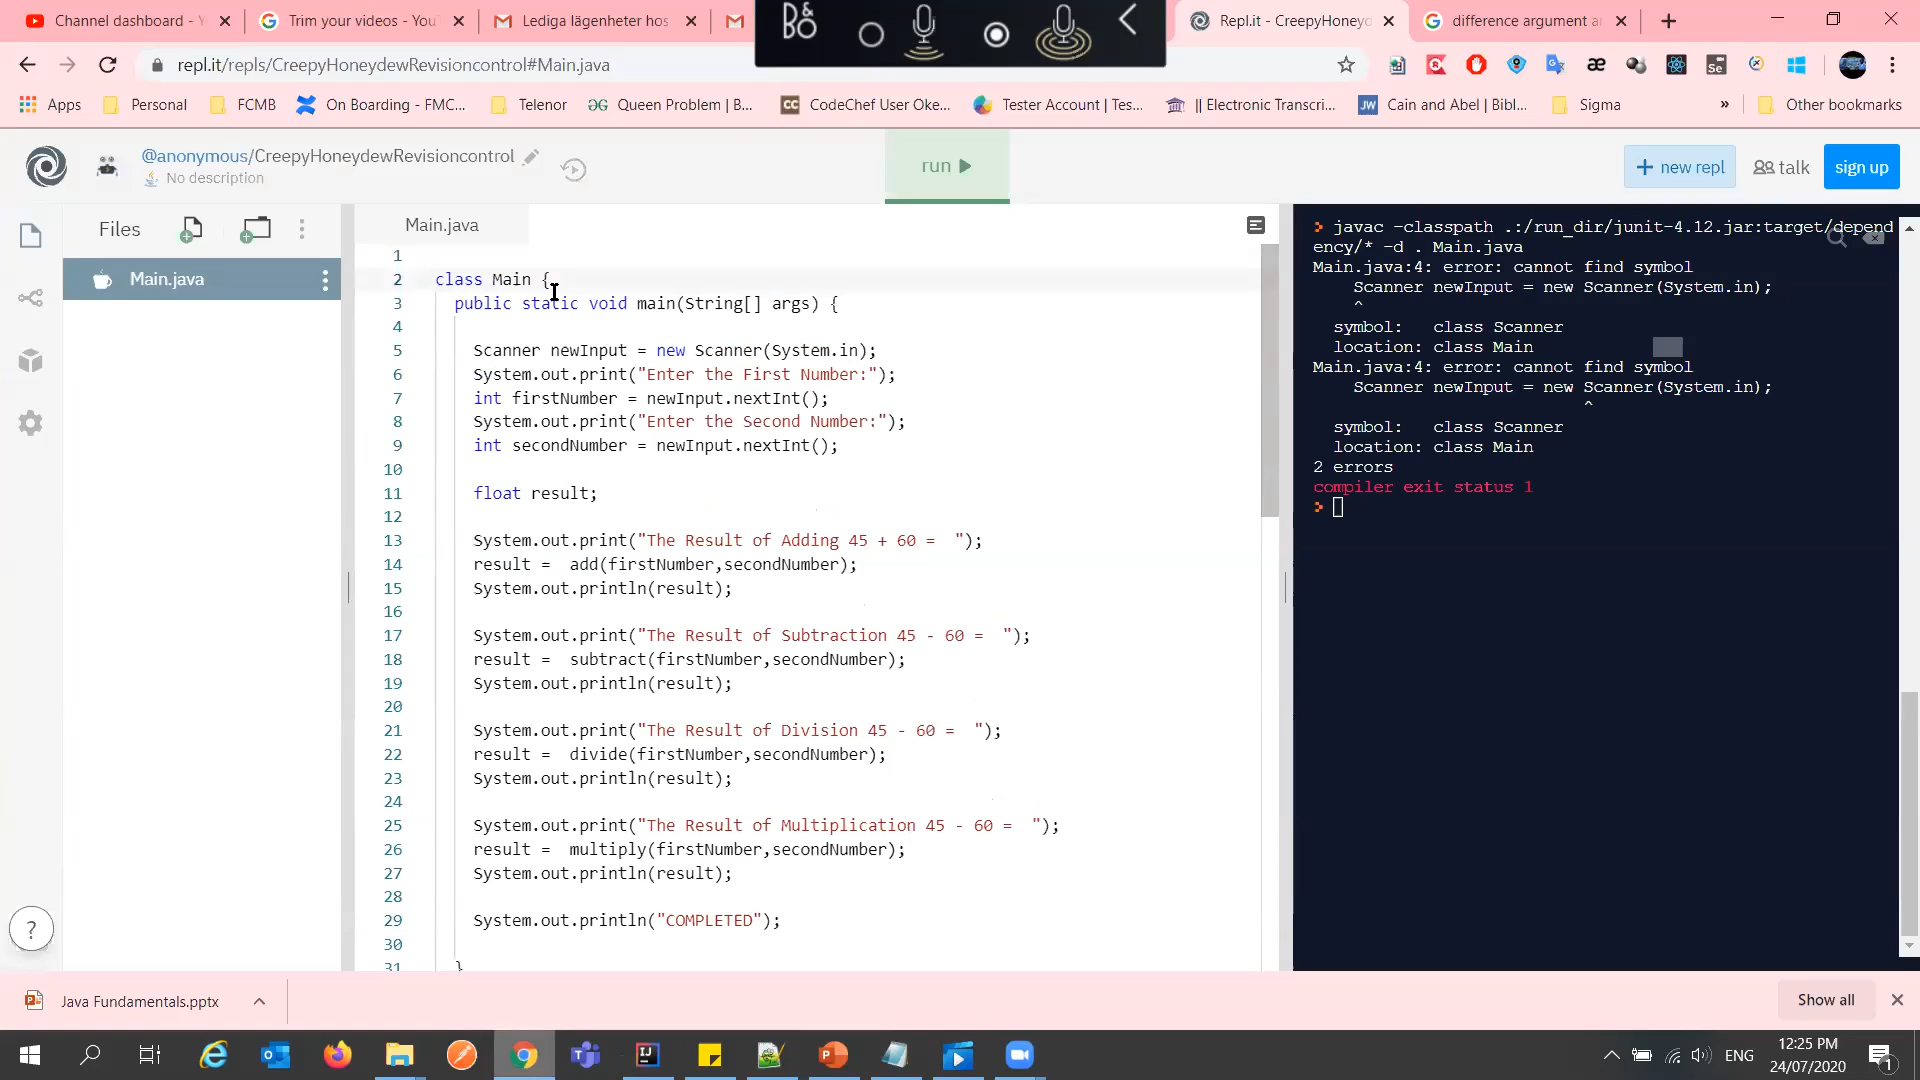 Channel dashboard - Y
Trim your videos - YouT
Lediga lägenheter hos
B&O
Repl.it - CreepyHoneyd
difference argument a
repl.it/repls/CreepyHoneydewRevisioncontrol#Main.java
Apps
Personal
FCMB
On Boarding - FMC...
Telenor
Queen Problem | B...
CC
CodeChef User Oke...
Tester Account | Tes...
|| Electronic Transcri...
JW
Cain and Abel | Bibl...
Sigma
»
Other bookmarks
@anonymous/CreepyHoneydewRevisioncontrol
No description
run
+ new repl
talk
sign up
Files
Main.java
Main.java
1
2 class Main {
3 public static void main(String[] args) {
4
5 Scanner newInput = new Scanner(System.in);
6 System.out.print("Enter the First Number:");
7 int firstNumber = newInput.nextInt();
8 System.out.print("Enter the Second Number:");
9 int secondNumber = newInput.nextInt();
10
11 float result;
12
13 System.out.print("The Result of Adding 45 + 60 =  ");
14 result =  add(firstNumber,secondNumber);
15 System.out.println(result);
16
17 System.out.print("The Result of Subtraction 45 - 60 =  ");
18 result =  subtract(firstNumber,secondNumber);
19 System.out.println(result);
20
21 System.out.print("The Result of Division 45 - 60 =  ");
22 result =  divide(firstNumber,secondNumber);
23 System.out.println(result);
24
25 System.out.print("The Result of Multiplication 45 - 60 =  ");
26 result =  multiply(firstNumber,secondNumber);
27 System.out.println(result);
28
29 System.out.println("COMPLETED");
30
31 }
> javac -classpath .:/run_dir/junit-4.12.jar:target/depend
ency/* -d . Main.java
Main.java:4: error: cannot find symbol
Scanner newInput = new Scanner(System.in);
^
symbol:   class Scanner
location: class Main
Main.java:4: error: cannot find symbol
Scanner newInput = new Scanner(System.in);
^
symbol:   class Scanner
location: class Main
2 errors
compiler exit status 1
>
?
Java Fundamentals.pptx
Show all
ENG
12:25 PM
24/07/2020
1